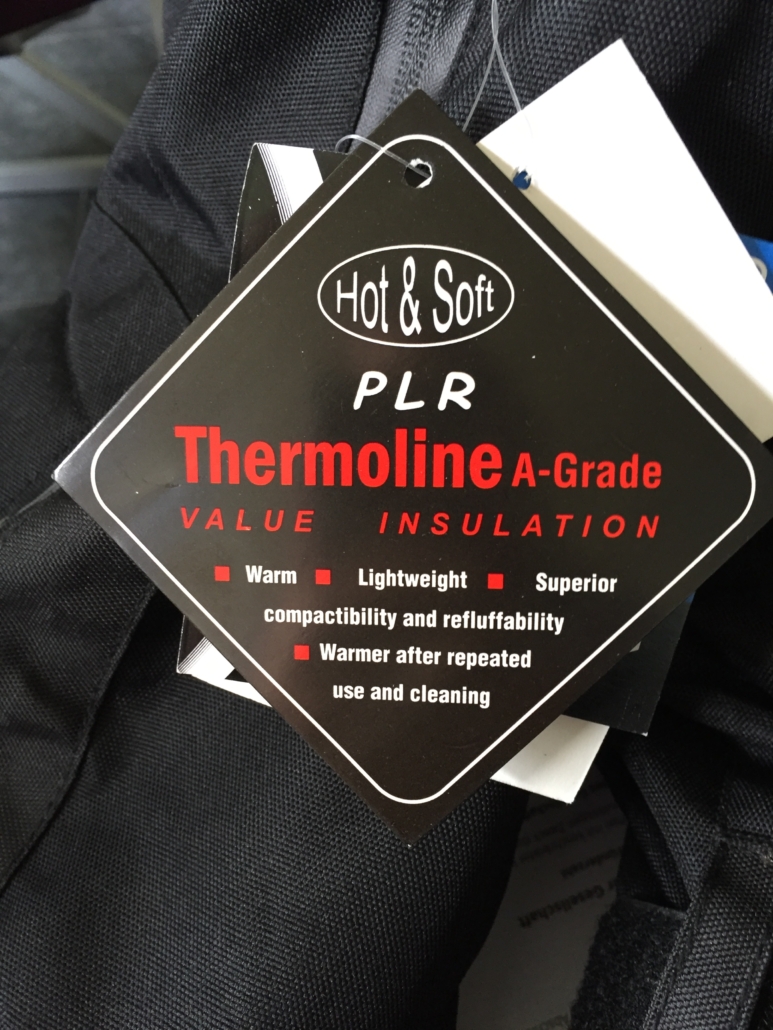 Hot & Soft
PLR
Thermoline A-Grade
VALUE INSULATION
Warm Lightweight Superior
compactibility and refluffability
Warmer after repeated
use and cleaning
r Gesellschaft